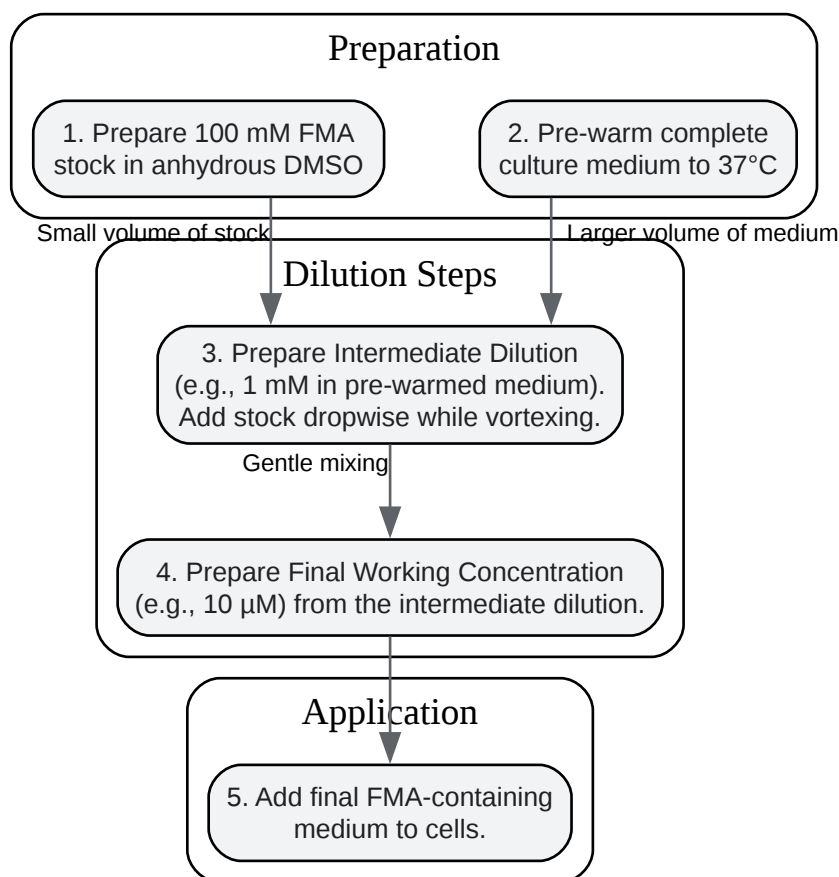 Preparation
1. Prepare 100 mM FMA
stock in anhydrous DMSO
2. Pre-warm complete
culture medium to 37°C
Small volume of stock
Larger volume of medium
Dilution Steps
3. Prepare Intermediate Dilution
(e.g., 1 mM in pre-warmed medium).
Add stock dropwise while vortexing.
Gentle mixing
4. Prepare Final Working Concentration
(e.g., 10 µM) from the intermediate dilution.
Application
5. Add final FMA-containing
medium to cells.